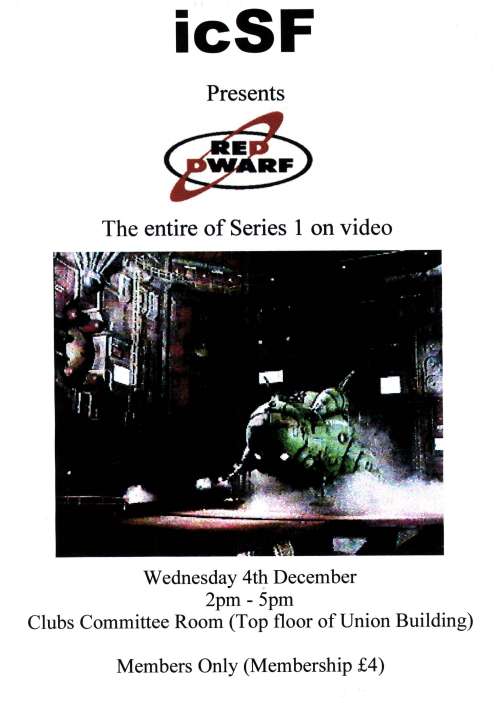 icSF
Presents
RED
DWARF
The entire of Series 1 on video
Wednesday 4th December
2pm - 5pm
Clubs Committee Room (Top floor of Union Building)
Members Only (Membership £4)